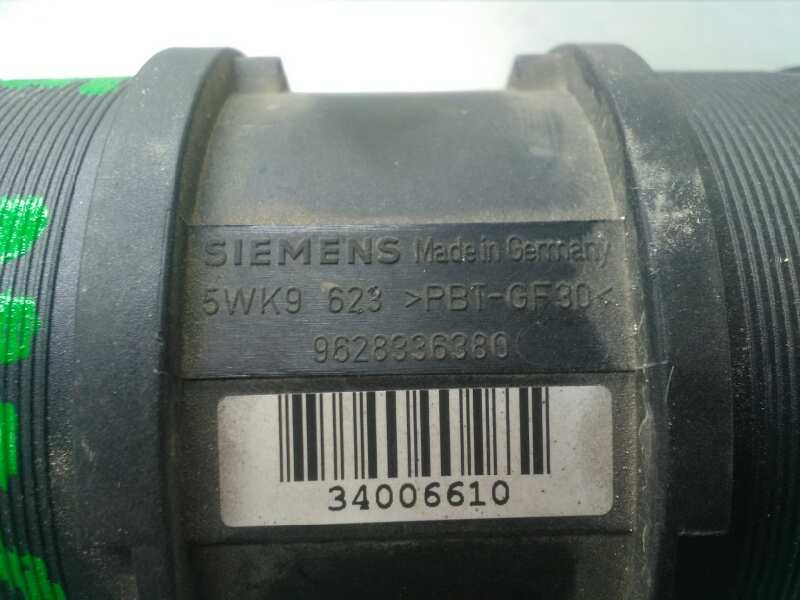 SIEMENS Made in Germany
5WK9 623 >PBT-GF30<
9628336380
34006610